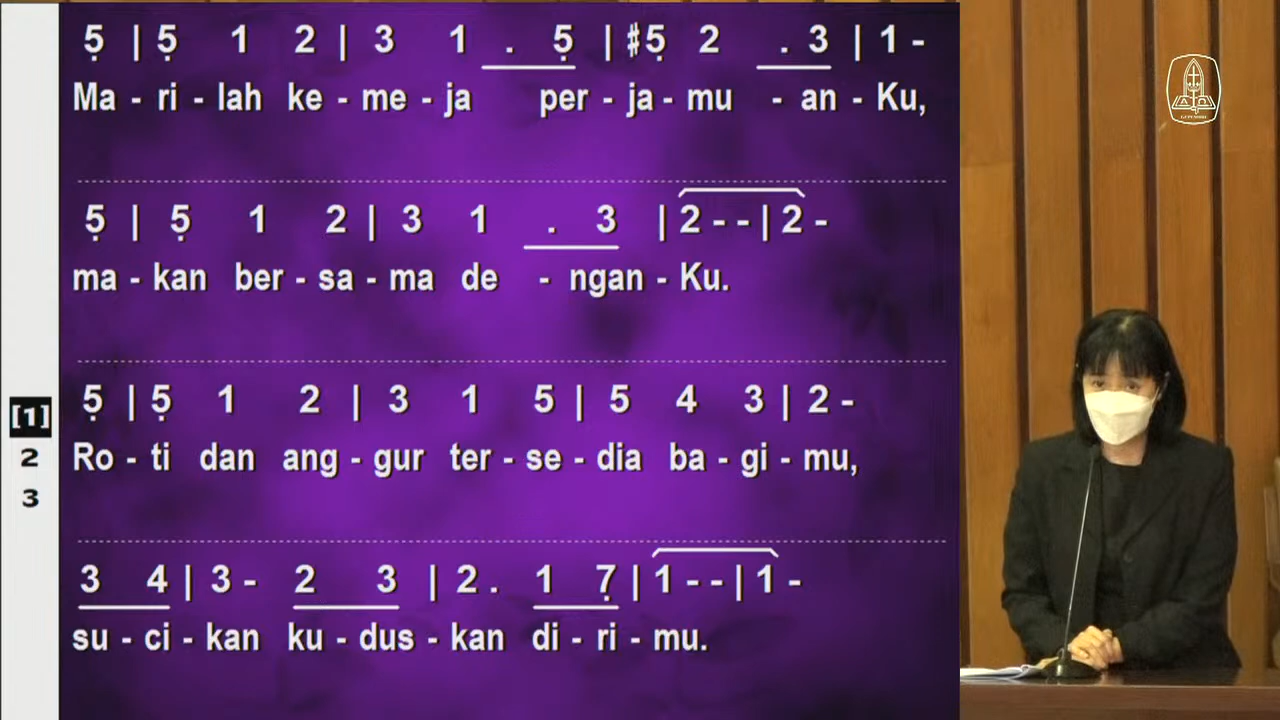 5̣ | 5̣ 1 2 | 3 1 . 5̣ | ♯5̣ 2 . 3 | 1 -
Ma - ri - lah ke - me - ja per - ja - mu - an - Ku,
5̣ | 5̣ 1 2 | 3 1 . 3 | 2 - - | 2 -
ma - kan ber - sa - ma de - ngan - Ku.
5̣ | 5̣ 1 2 | 3 1 5 | 5 4 3 | 2 -
Ro - ti dan ang - gur ter - se - dia ba - gi - mu,
3 4 | 3 - 2 3 | 2 . 1 7̣ | 1 - - | 1 -
su - ci - kan ku - dus - kan di - ri - mu.
[1]
2
3